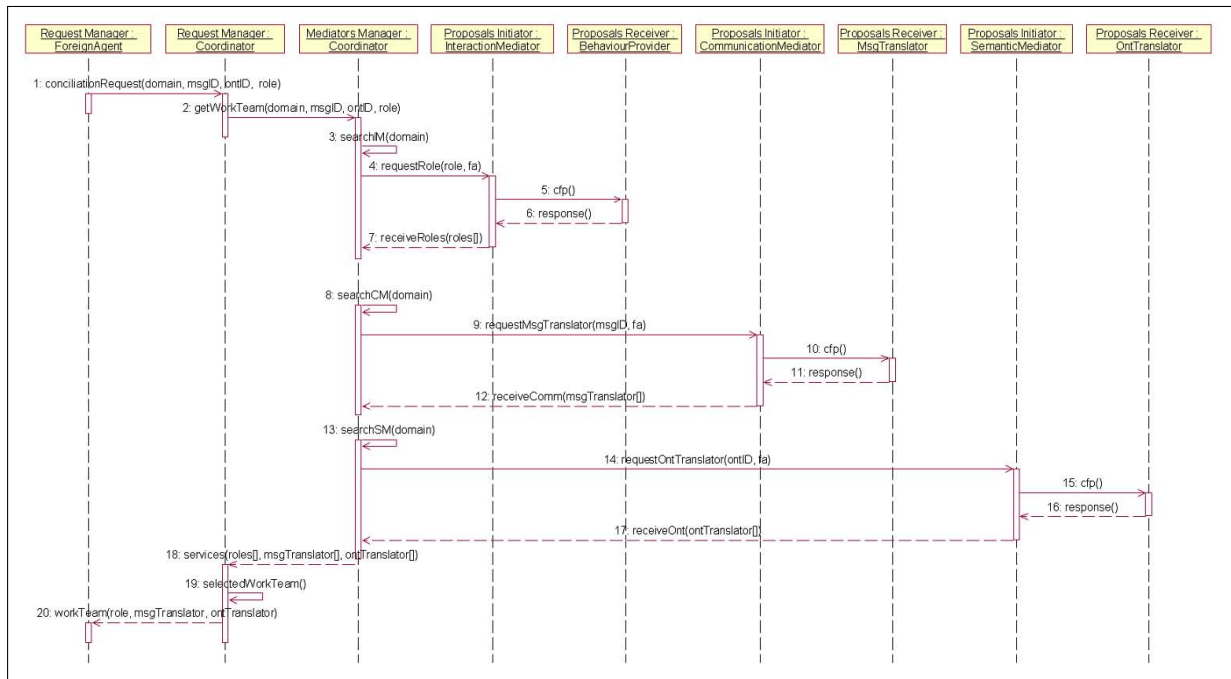 Request Manager :
ForeignAgent
Request Manager :
Coordinator
Mediators Manager :
Coordinator
Proposals Initiator :
InteractionMediator
Proposals Receiver :
BehaviourProvider
Proposals Initiator :
CommunicationMediator
Proposals Receiver :
MsgTranslator
Proposals Initiator :
SemanticMediator
Proposals Receiver :
OntTranslator
1: conciliationRequest(domain, msgID, ontID, role)
2: getWorkTeam(domain, msgID, ontID, role)
3: searchIM(domain)
4: requestRole(role, fa)
5: cfp()
6: response()
7: receiveRoles(roles[])
8: searchCM(domain)
9: requestMsgTranslator(msgID, fa)
10: cfp()
11: response()
12: receiveComm(msgTranslator[])
13: searchSM(domain)
14: requestOntTranslator(ontID, fa)
15: cfp()
16: response()
17: receiveOnt(ontTranslator[])
18: services(roles[], msgTranslator[], ontTranslator[])
19: selectedWorkTeam()
20: workTeam(role, msgTranslator, ontTranslator)